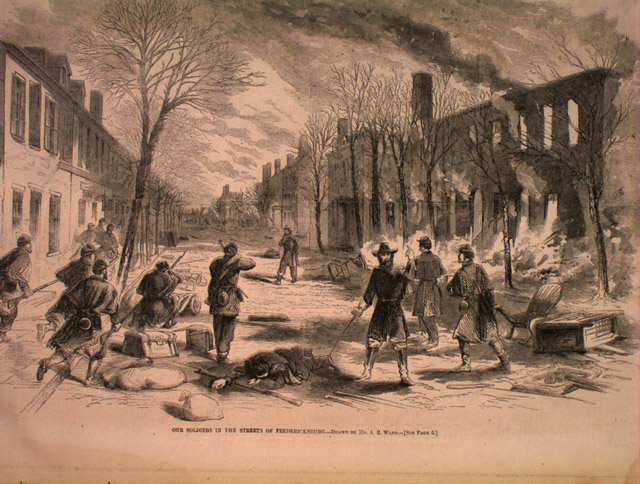 OUR SOLDIERS IN THE STREETS OF FREDERICKSBURG.—DRAWN BY MR. A. R. WAUD.—[SEE PAGE 6.]